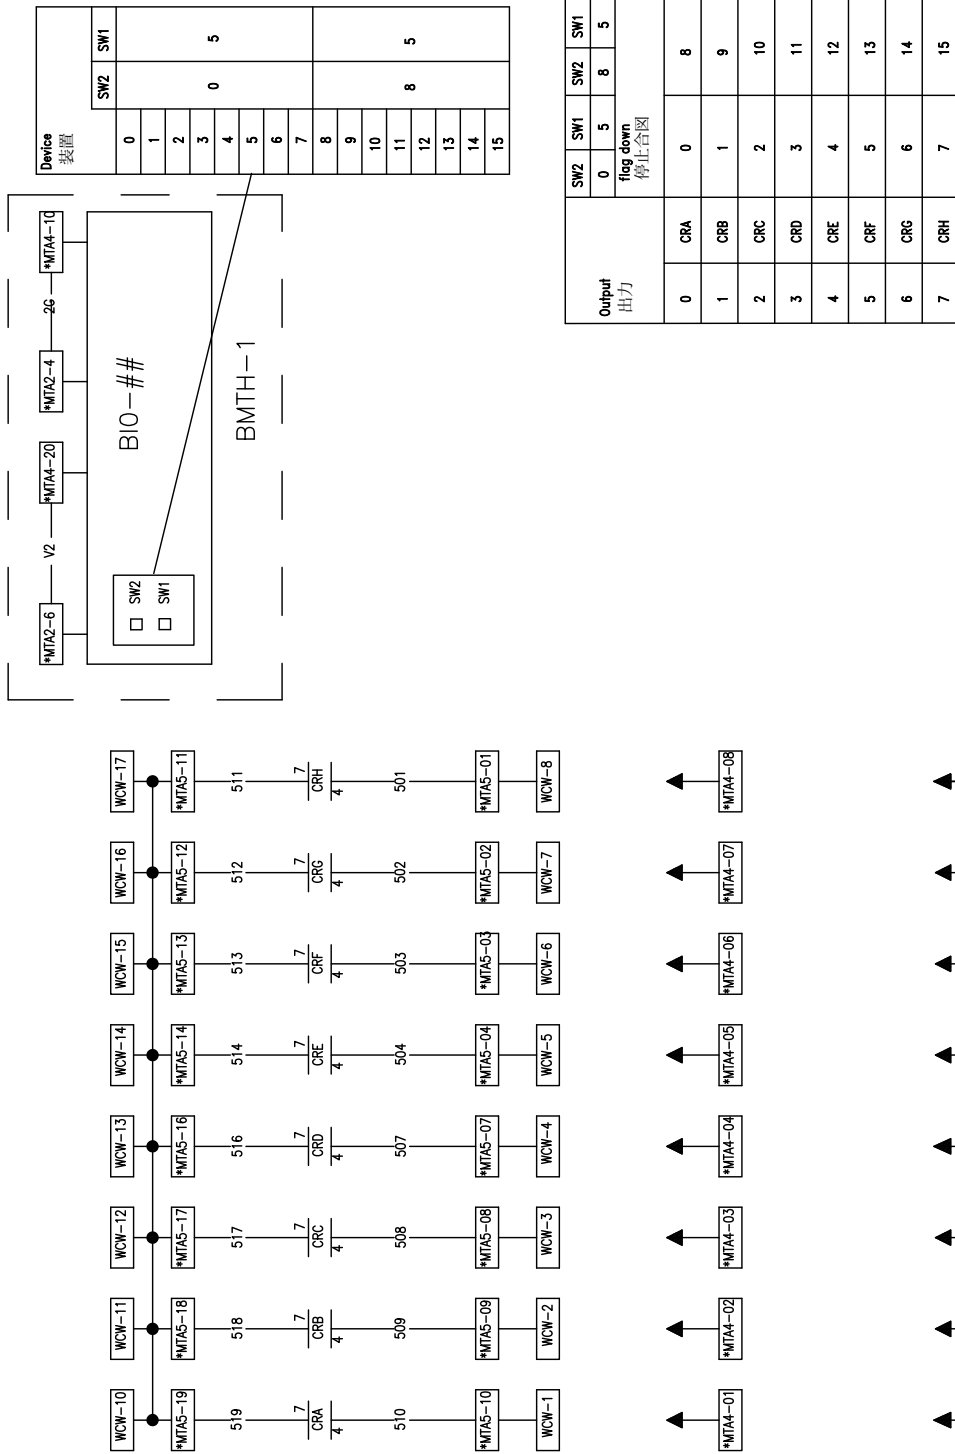 *MTA2-6 V2 *MTA4-20 *MTA2-4 2G *MTA4-10
BIO-##
SW2
SW1
BMTH-1
Device
装置
SW2 SW1
0 0 5
1
2
3
4
5
6
7
8 8 5
9
10
11
12
13
14
15
WCW-10 WCW-11 WCW-12 WCW-13 WCW-14 WCW-15 WCW-16 WCW-17
*MTA5-19 *MTA5-18 *MTA5-17 *MTA5-16 *MTA5-14 *MTA5-13 *MTA5-12 *MTA5-11
519 518 517 516 514 513 512 511
7 7 7 7 7 7 7 7
CRA CRB CRC CRD CRE CRF CRG CRH
4 4 4 4 4 4 4 4
510 509 508 507 504 503 502 501
*MTA5-10 *MTA5-09 *MTA5-08 *MTA5-07 *MTA5-04 *MTA5-03 *MTA5-02 *MTA5-01
WCW-1 WCW-2 WCW-3 WCW-4 WCW-5 WCW-6 WCW-7 WCW-8
*MTA4-01 *MTA4-02 *MTA4-03 *MTA4-04 *MTA4-05 *MTA4-06 *MTA4-07 *MTA4-08
SW2 SW1 SW2 SW1
0 5 8 5
Output
出力
flag down
停止合図
0 CRA 0 8
1 CRB 1 9
2 CRC 2 10
3 CRD 3 11
4 CRE 4 12
5 CRF 5 13
6 CRG 6 14
7 CRH 7 15